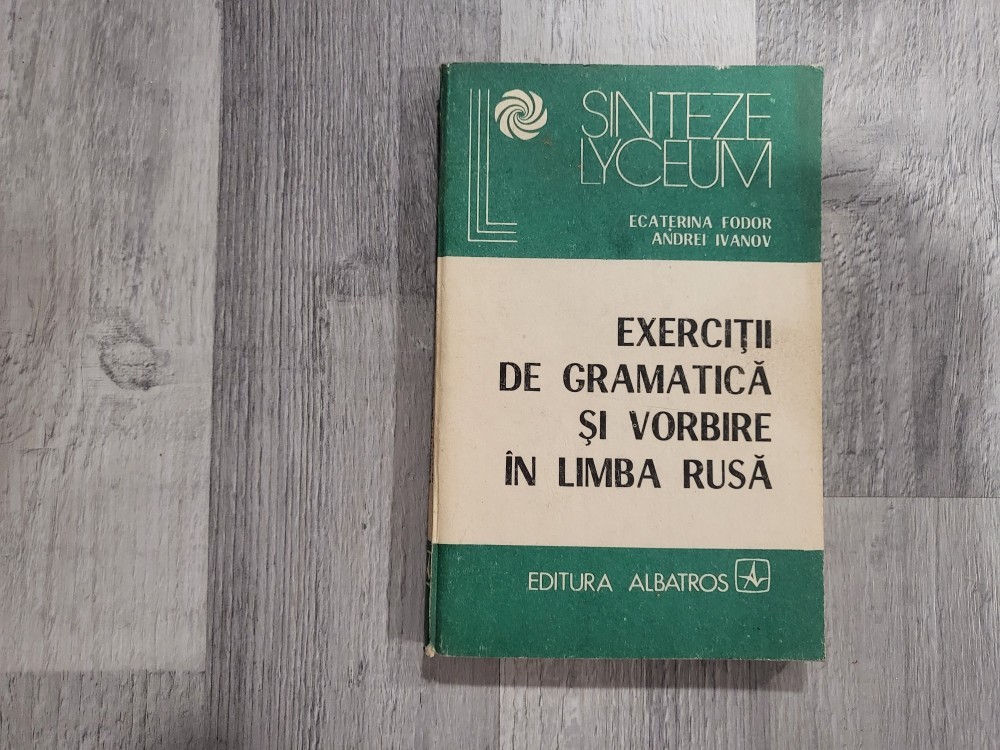 SINTEZE
LYCEUM
ECATERINA FODOR
ANDREI IVANOV
EXERCIŢII
DE GRAMATICĂ
ŞI VORBIRE
ÎN LIMBA RUSĂ
EDITURA ALBATROS